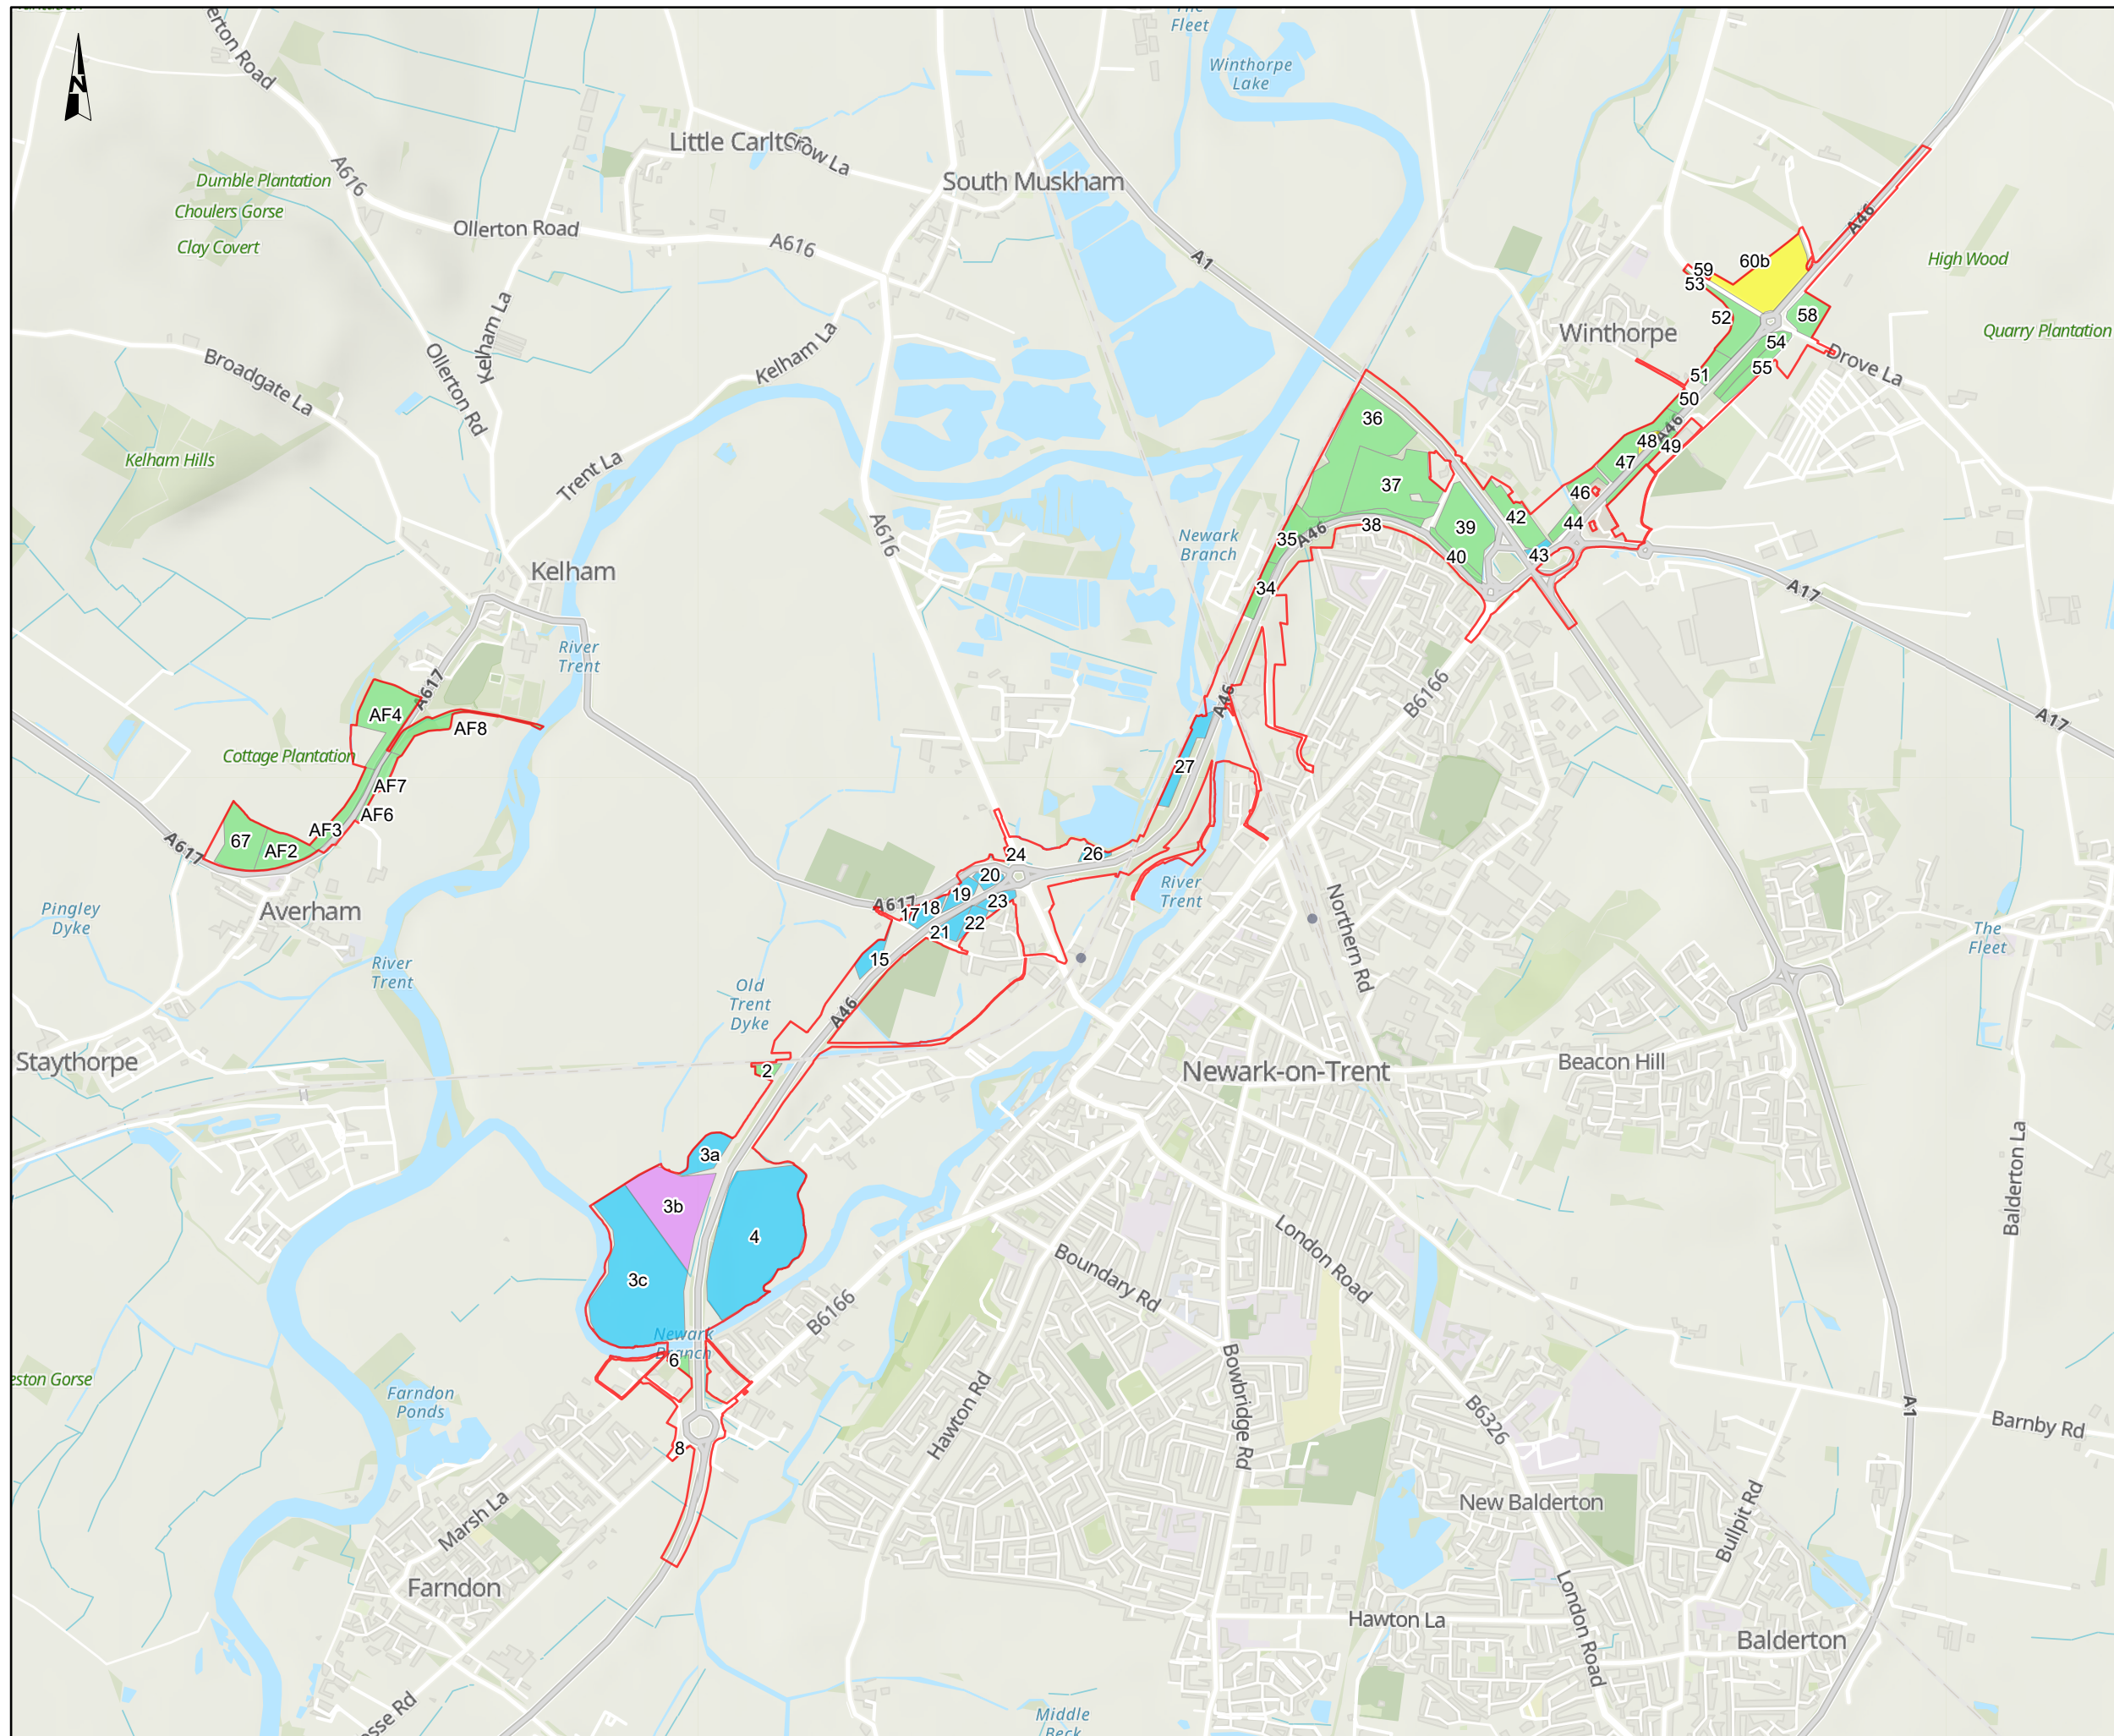 The
Fleet
Winthorpe
Lake
N
erton Road
Little Carlton
Crow La
South Muskham
A616
Dumble Plantation
Choulers Gorse
Clay Covert
Ollerton Road
A616
A1
A46
High Wood
60b
59
53
52
58
Quarry Plantation
Winthorpe
54
55
Drove La
51
50
Kelham La
Kelham La
Broadgate La
Ollerton Rd
Kelham Hills
Trent La
36
37
A46
48
49
47
46
44
42
39
43
40
38
35
A46
34
A616
Newark
Branch
Kelham
A17
River
Trent
A617
AF4
AF8
Cottage Plantation
AF7
AF6
AF3
67
AF2
A617
Averham
A46
27
B6166
A17
24
26
20
19
18
17
A617
23
22
21
15
River
Trent
Northern Rd
The
Fleet
Pingley
Dyke
River
Trent
Old
Trent
Dyke
A46
Staythorpe
2
Newark-on-Trent
Beacon Hill
3a
3b
4
3c
Balderton La
London Road
Boundary Rd
B6166
Newark
Branch
6
eston Gorse
Farndon
Ponds
Hawton Rd
Bowbridge Rd
B6326
A1
Barnby Rd
8
Marsh La
New Balderton
Bullpit Rd
Farndon
London Road
Hawton La
Balderton
osse Rd
Middle
Beck